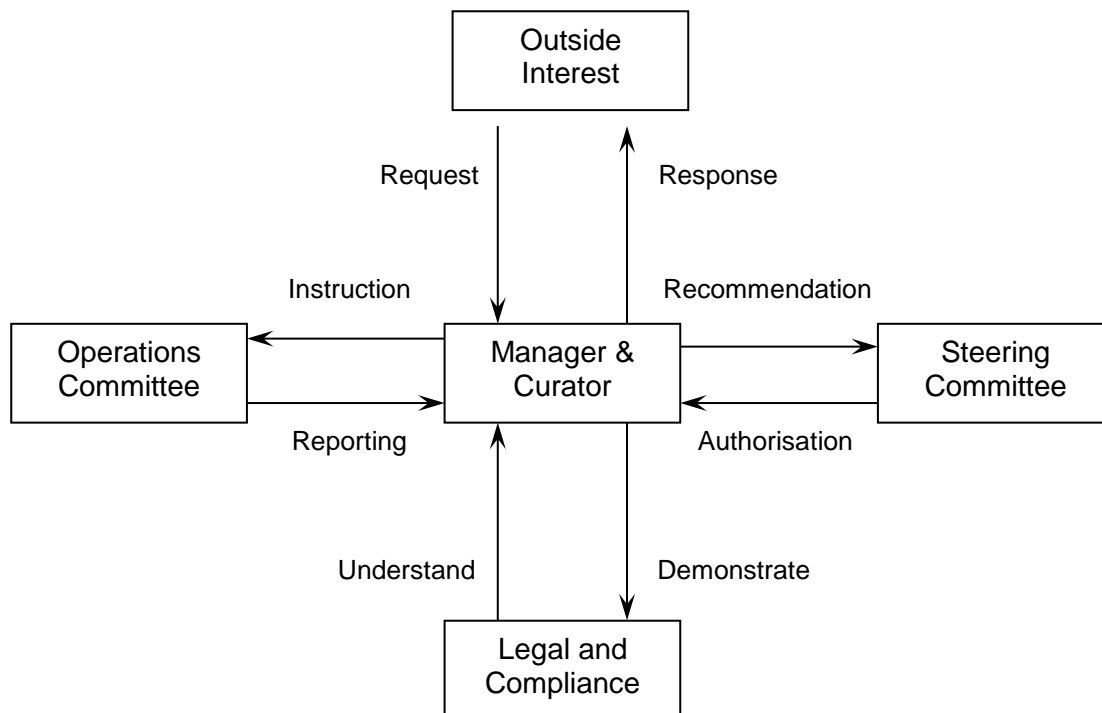 Outside
Interest
Request
Response
Instruction
Recommendation
Operations
Committee
Manager &
Curator
Steering
Committee
Reporting
Authorisation
Understand
Demonstrate
Legal and
Compliance